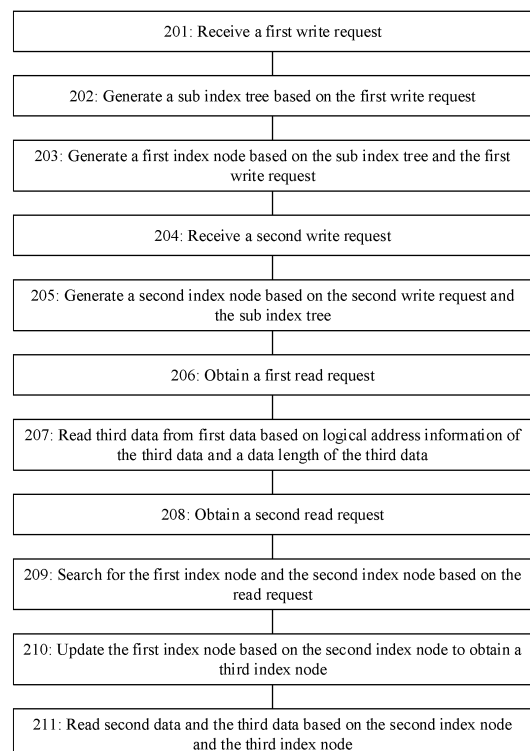 201: Receive a first write request
202: Generate a sub index tree based on the first write request
203: Generate a first index node based on the sub index tree and the first
write request
204: Receive a second write request
205: Generate a second index node based on the second write request and
the sub index tree
206: Obtain a first read request
207: Read third data from first data based on logical address information of
the third data and a data length of the third data
208: Obtain a second read request
209: Search for the first index node and the second index node based on the
read request
210: Update the first index node based on the second index node to obtain a
third index node
211: Read second data and the third data based on the second index node
and the third index node